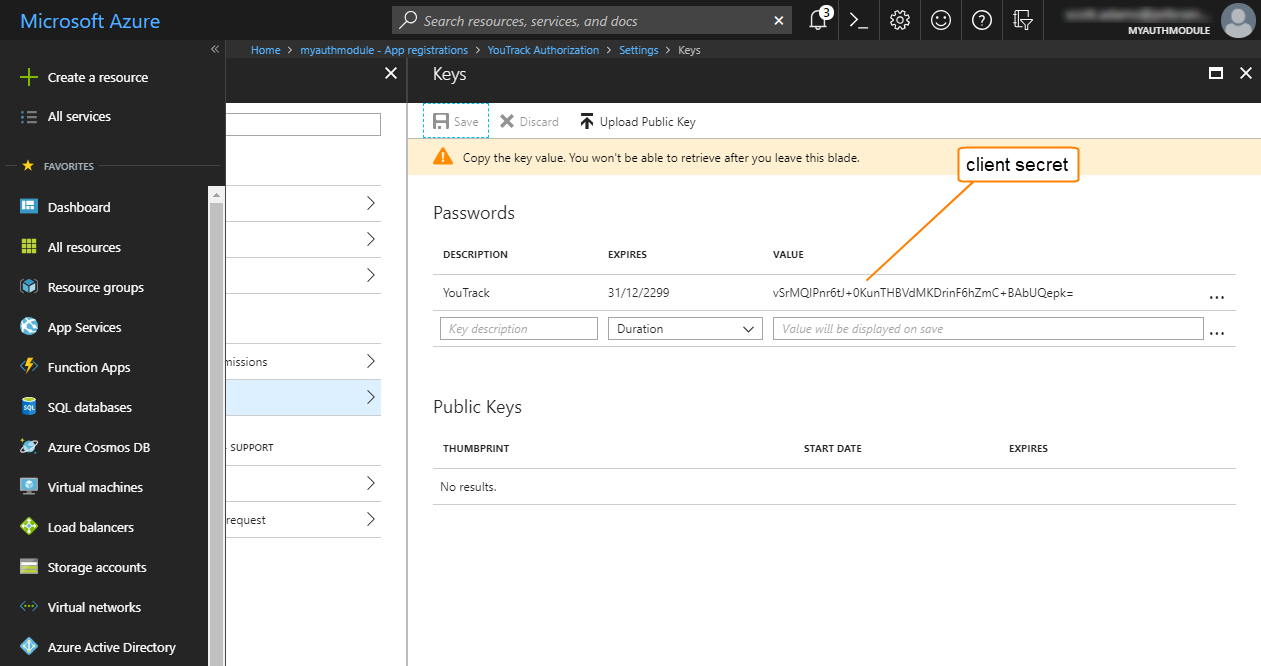 Microsoft Azure
Search resources, services, and docs
3
MYAUTHMODULE
Home > myauthmodule - App registrations > YouTrack Authorization > Settings > Keys
Create a resource
All services
FAVORITES
Dashboard
All resources
Resource groups
App Services
Function Apps
SQL databases
Azure Cosmos DB
Virtual machines
Load balancers
Storage accounts
Virtual networks
Azure Active Directory
missions
SUPPORT
request
Keys
Save
Discard
Upload Public Key
Copy the key value. You won't be able to retrieve after you leave this blade.
client secret
Passwords
DESCRIPTION EXPIRES VALUE
YouTrack 31/12/2299 vSrMQIPnr6tJ+0KunTHBVdMKDrinF6hZmC+BAbUQepk= ...
Key description Duration Value will be displayed on save ...
Public Keys
THUMBPRINT START DATE EXPIRES
No results.